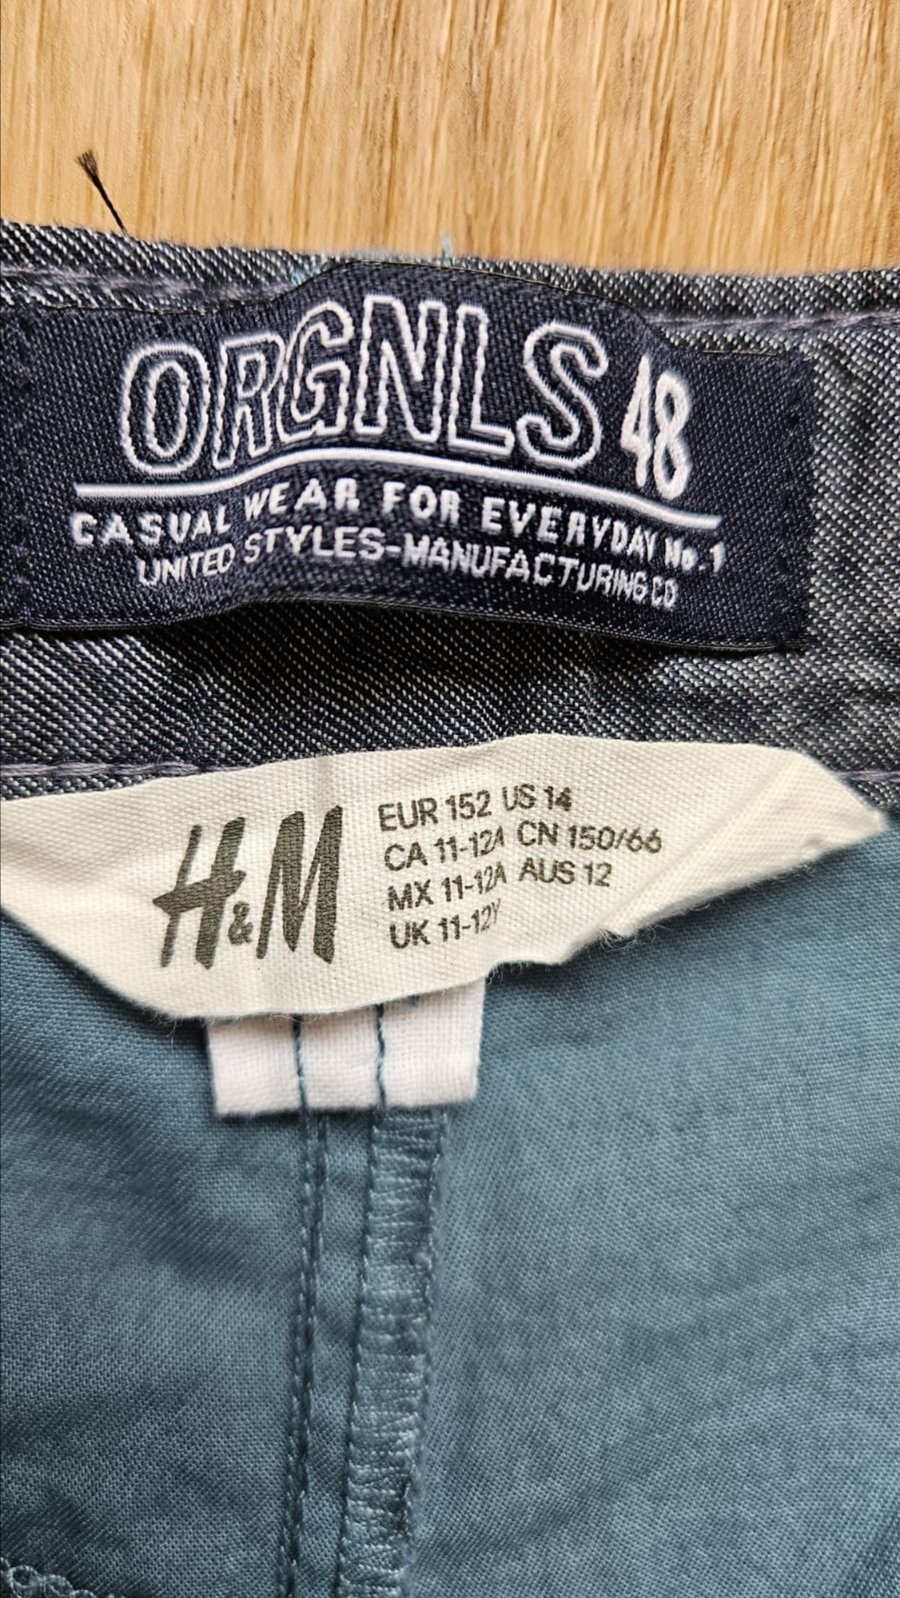 ORGNLS 48
CASUAL WEAR FOR EVERYDAY No.1
UNITED STYLES-MANUFACTURING CO
H&M
EUR 152 US 14
CA 11-12A CN 150/66
MX 11-12A AUS 12
UK 11-12Y